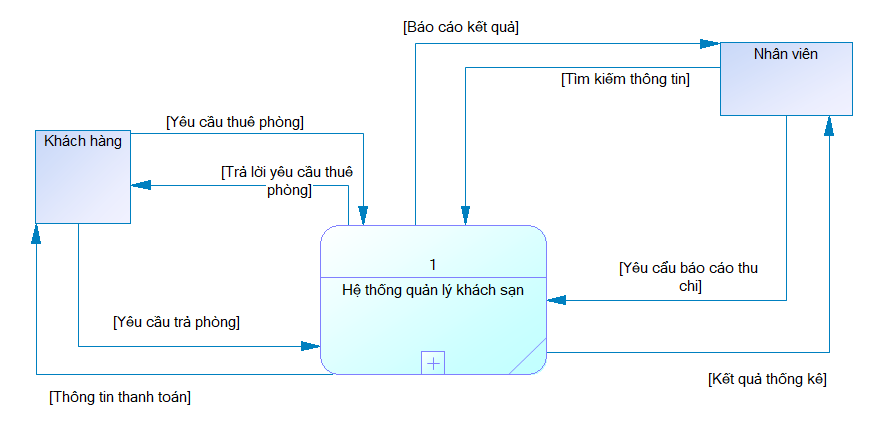 [Báo cáo kết quả]
Nhân viên
[Tìm kiếm thông tin]
[Yêu cầu thuê phòng]
Khách hàng
[Trả lời yêu cầu thuê
phòng]
1
[Yêu cẩu báo cáo thu
chi]
Hệ thống quản lý khách sạn
[Yêu cầu trả phòng]
[Kết quả thống kê]
[Thông tin thanh toán]